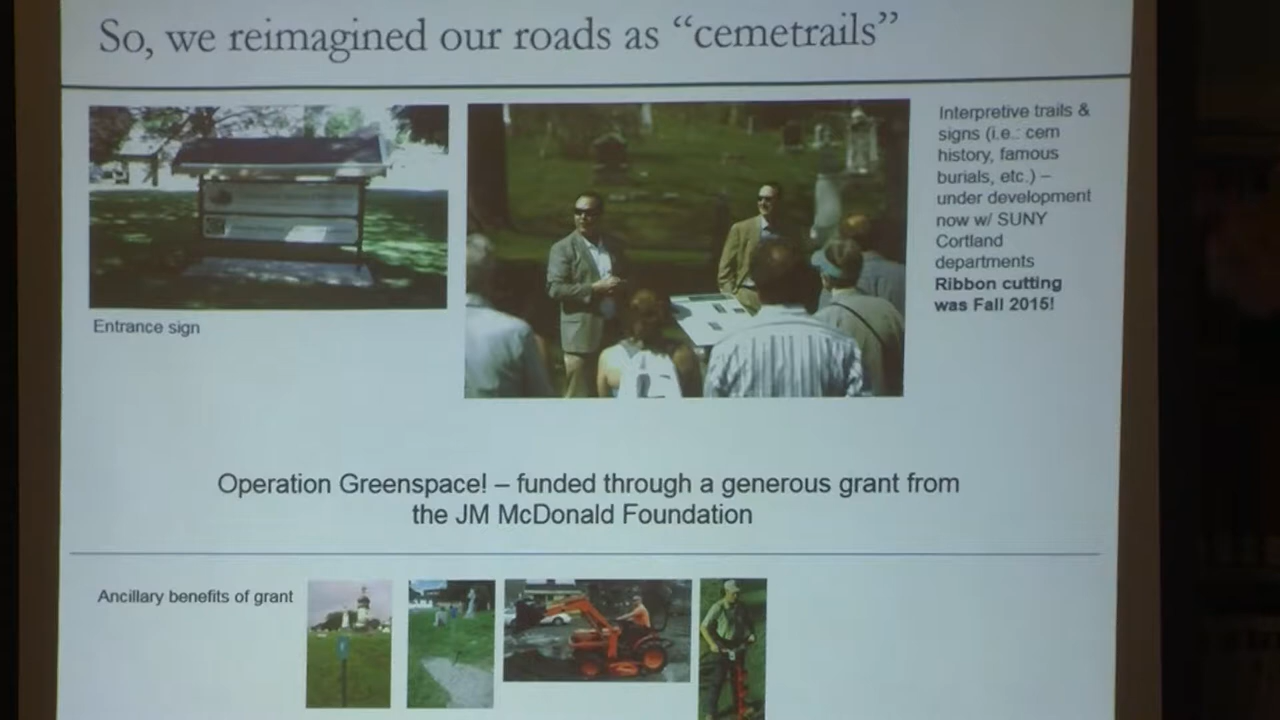 So, we reimagined our roads as “cemetrails”
Interpretive trails &
signs (i.e.: cem
history, famous
burials, etc.) –
under development
now w/ SUNY
Cortland
departments
Ribbon cutting
was Fall 2015!
Entrance sign
Operation Greenspace! – funded through a generous grant from
the JM McDonald Foundation
Ancillary benefits of grant